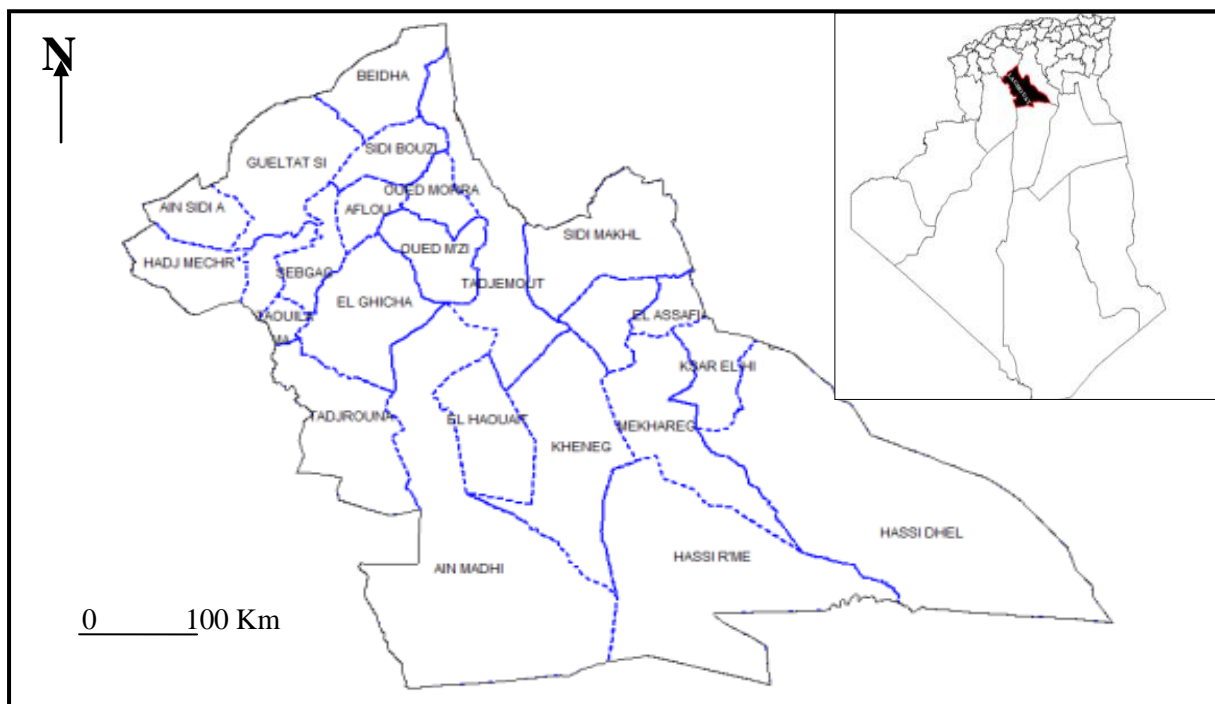 N
BEIDHA
SIDI BOUZI
GUELTAT SI
OUED MORRA
AIN SIDI A
AFLOU
SIDI MAKHL
HADJ MECHR
OUED M'ZI
SEBGAG
TADJEMOUT
EL GHICHA
TAOUILA
EL ASSAFIA
MA
KSAR EL HI
TADJROUNA
EL HAOUAIT
MEKHAREG
KHENEG
HASSI DHEL
HASSI R'ME
AIN MADHI
0 100 Km